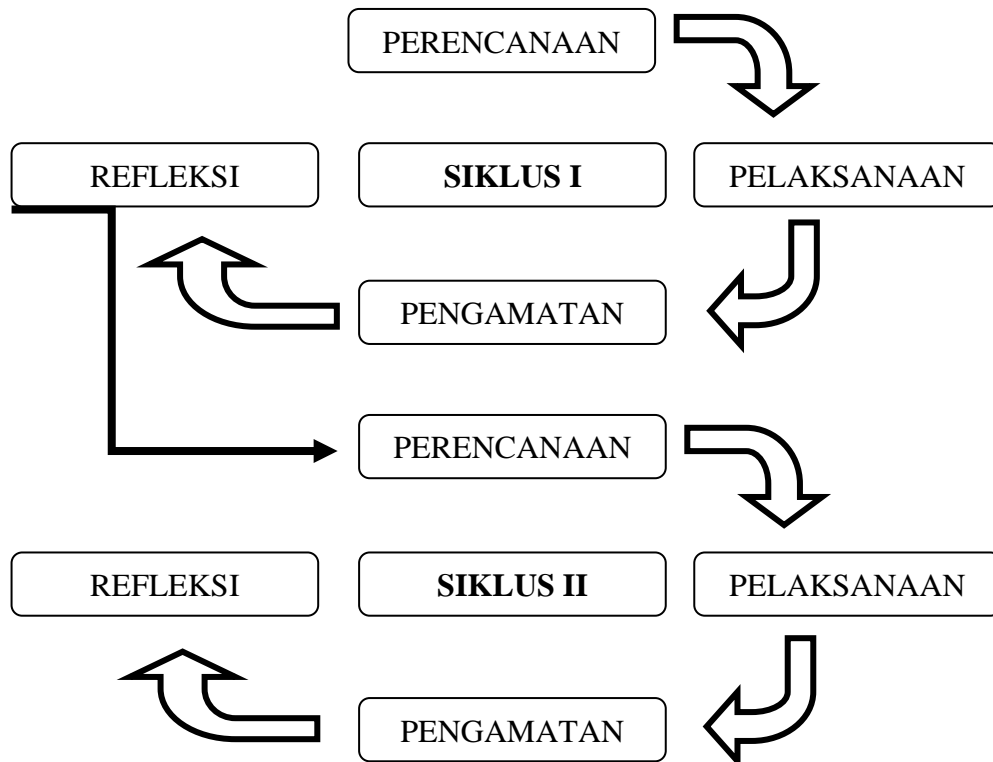 PERENCANAAN
REFLEKSI
SIKLUS I
PELAKSANAAN
PENGAMATAN
PERENCANAAN
REFLEKSI
SIKLUS II
PELAKSANAAN
PENGAMATAN